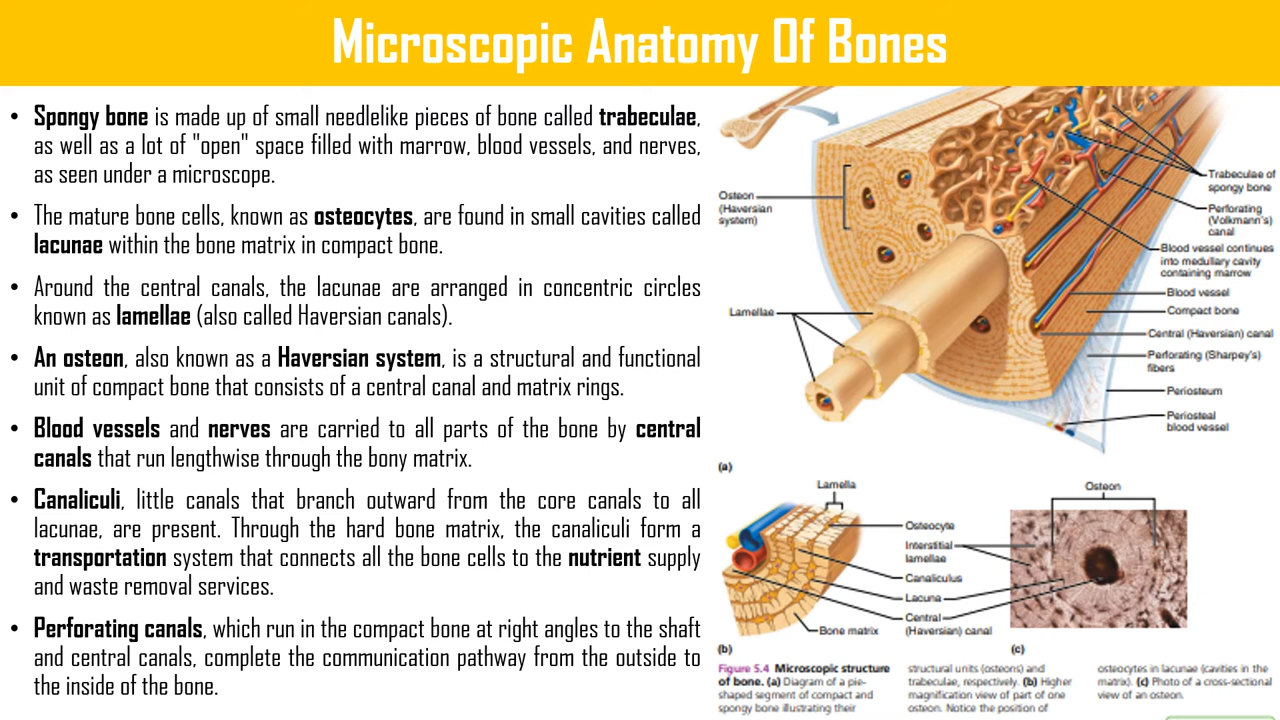 Microscopic Anatomy Of Bones
• Spongy bone is made up of small needlelike pieces of bone called trabeculae,
as well as a lot of "open" space filled with marrow, blood vessels, and nerves,
as seen under a microscope.
• The mature bone cells, known as osteocytes, are found in small cavities called
lacunae within the bone matrix in compact bone.
• Around the central canals, the lacunae are arranged in concentric circles
known as lamellae (also called Haversian canals).
• An osteon, also known as a Haversian system, is a structural and functional
unit of compact bone that consists of a central canal and matrix rings.
• Blood vessels and nerves are carried to all parts of the bone by central
canals that run lengthwise through the bony matrix.
• Canaliculi, little canals that branch outward from the core canals to all
lacunae, are present. Through the hard bone matrix, the canaliculi form a
transportation system that connects all the bone cells to the nutrient supply
and waste removal services.
• Perforating canals, which run in the compact bone at right angles to the shaft
and central canals, complete the communication pathway from the outside to
the inside of the bone.
Osteon
(Haversian
system)
Lamellae
Trabeculae of
spongy bone
Perforating
(Volkmann's)
canal
Blood vessel continues
into medullary cavity
containing marrow
Blood vessel
Compact bone
Central (Haversian) canal
Perforating (Sharpey's)
fibers
Periosteum
Periosteal
blood vessel
(a)
Lamella
Osteocyte
Interstitial
lamellae
Canaliculus
Lacuna
Central
(Haversian) canal
Bone matrix
(b)
Osteon
(c)
Figure 5.4 Microscopic structure
of bone. (a) Diagram of a pie-
shaped segment of compact and
spongy bone illustrating their
structural units (osteons) and
trabeculae, respectively. (b) Higher
magnification view of part of one
osteon. Notice the position of
osteocytes in lacunae (cavities in the
matrix). (c) Photo of a cross-sectional
view of an osteon.